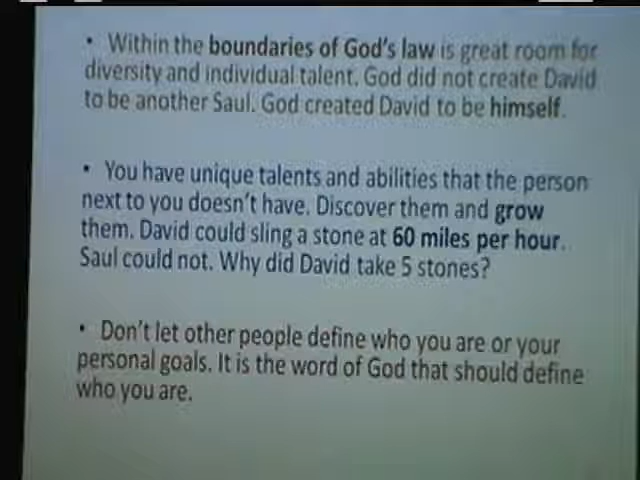 • Within the boundaries of God's law is great room for
diversity and individual talent. God did not create David
to be another Saul. God created David to be himself.
• You have unique talents and abilities that the person
next to you doesn't have. Discover them and grow
them. David could sling a stone at 60 miles per hour.
Saul could not. Why did David take 5 stones?
• Don't let other people define who you are or your
personal goals. It is the word of God that should define
who you are.